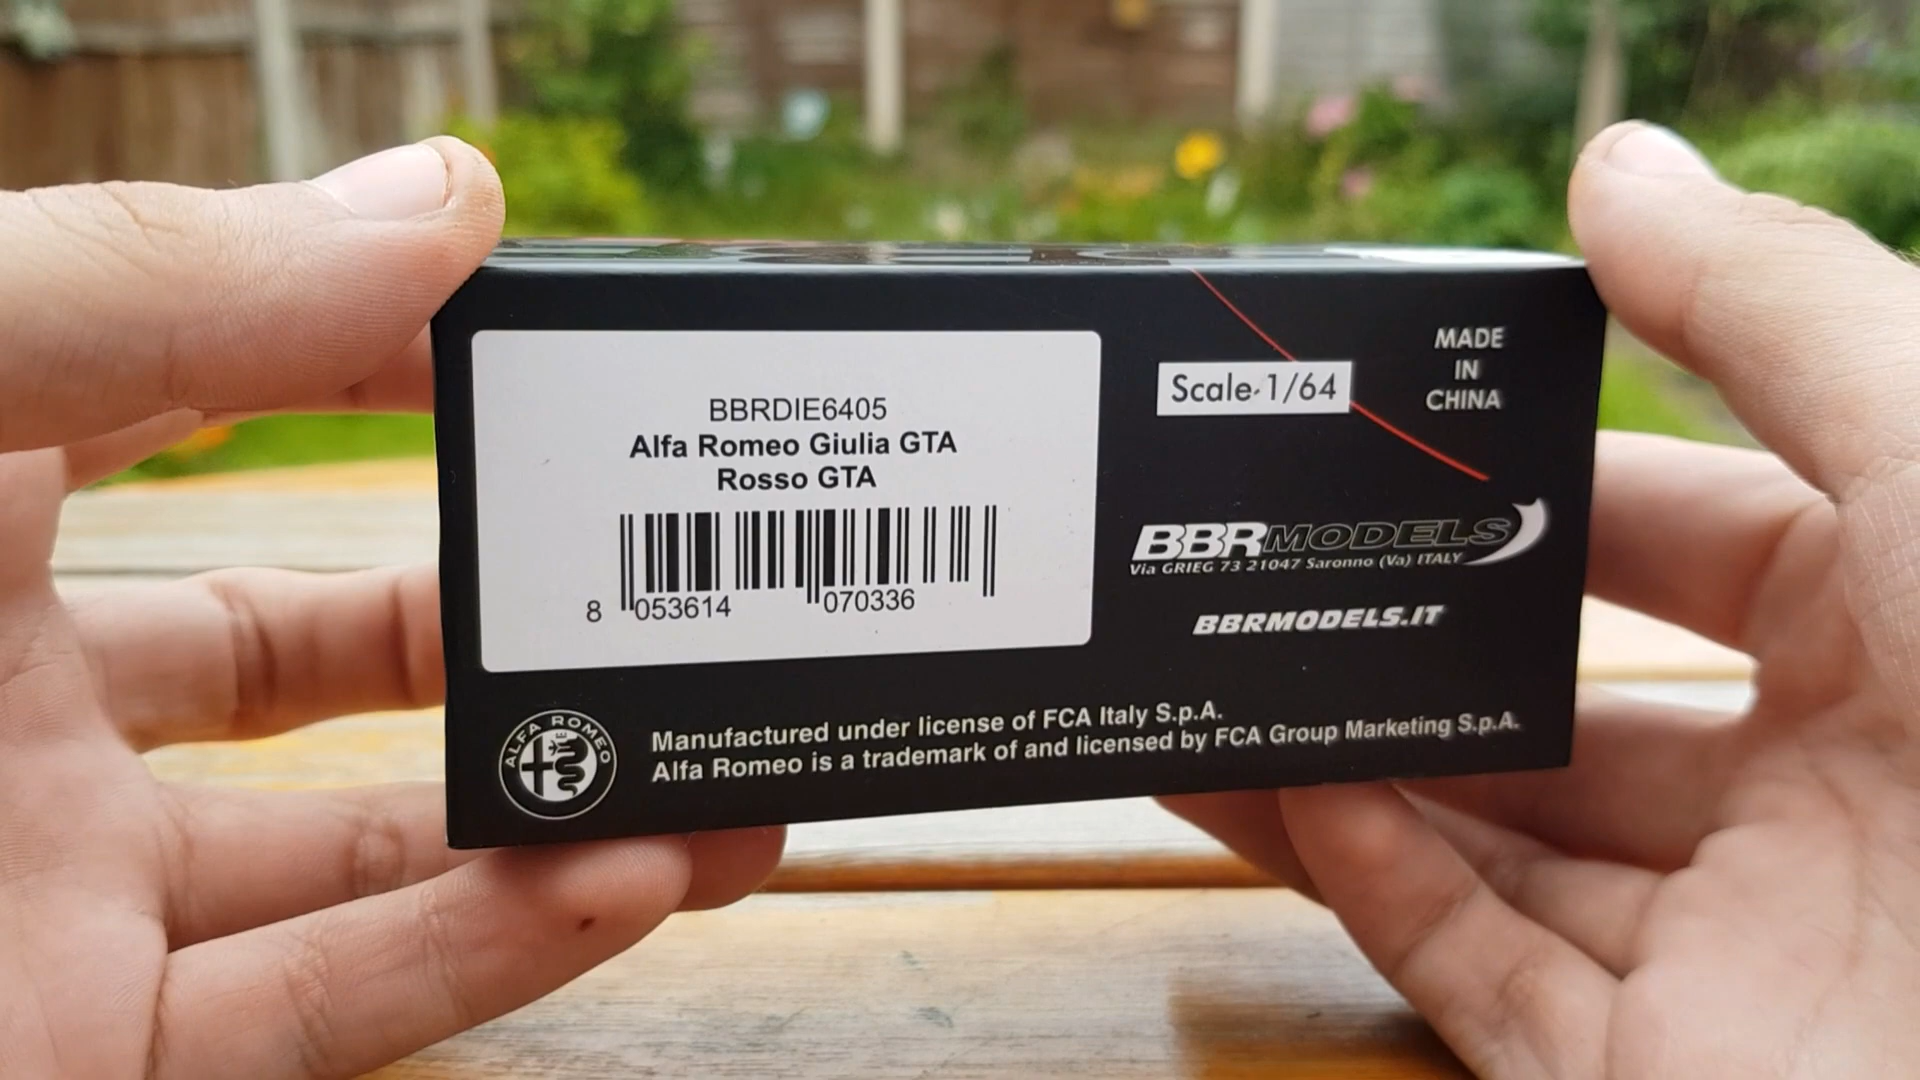 BBRDIE6405
Alfa Romeo Giulia GTA
Rosso GTA
8 053614 070336
Scale 1/64
MADE
IN
CHINA
BBRMODELS
Via GRIEG 73 21047 Saronno (Va) ITALY
BBRMODELS.IT
ALFA ROMEO
Manufactured under license of FCA Italy S.p.A.
Alfa Romeo is a trademark of and licensed by FCA Group Marketing S.p.A.